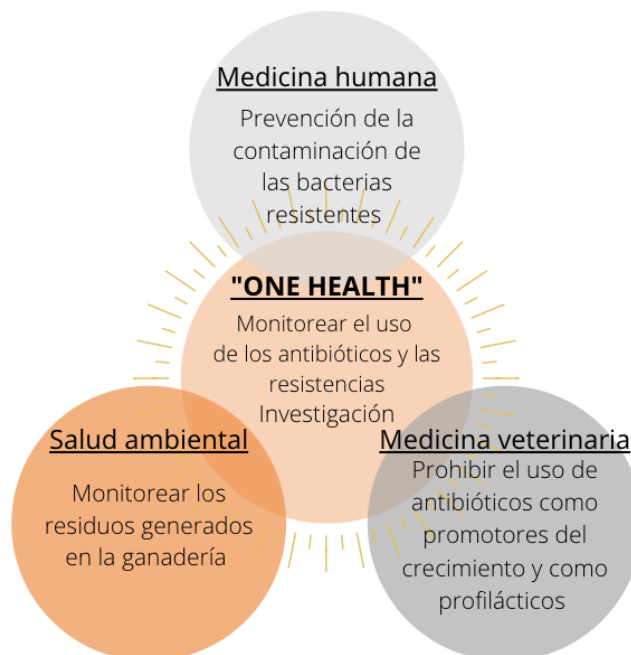 Medicina humana
Prevención de la
contaminación de
las bacterias
resistentes
"ONE HEALTH"
Monitorear el uso
de los antibióticos y las
resistencias
Investigación
Salud ambiental
Monitorear los
residuos generados
en la ganadería
Medicina veterinaria
Prohibir el uso de
antibióticos como
promotores del
crecimiento y como
profilácticos